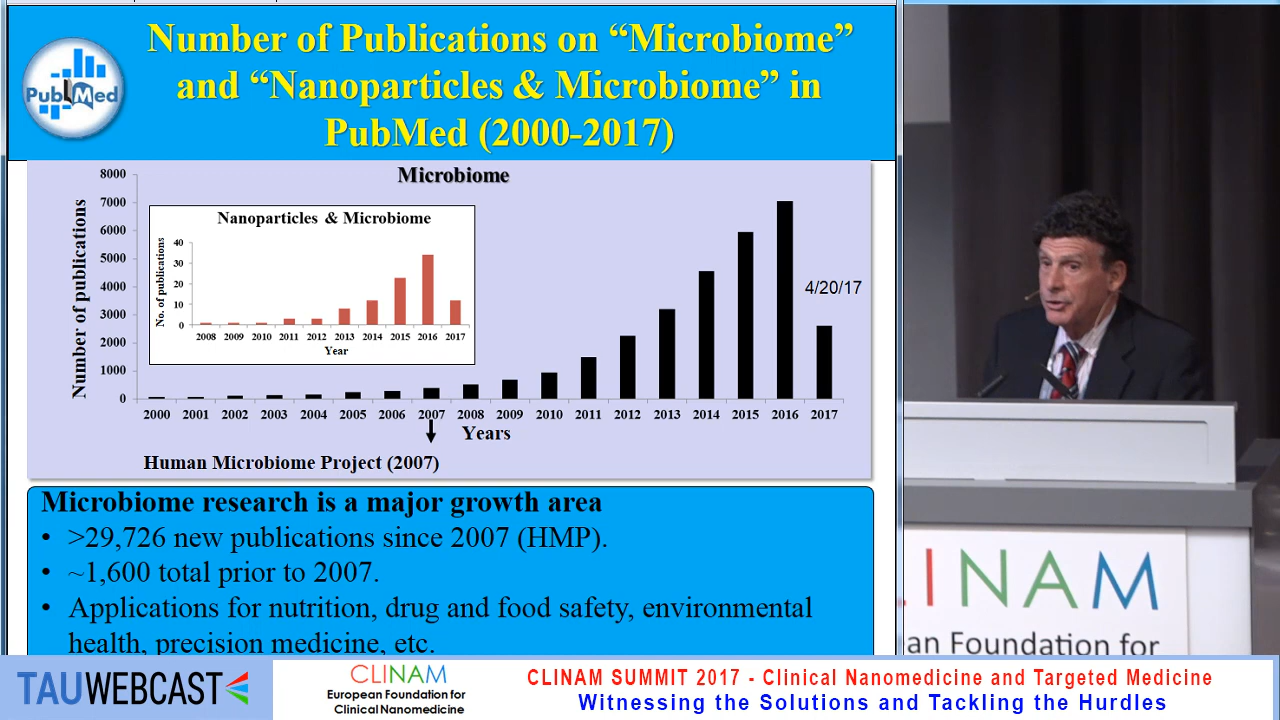 Number of Publications on “Microbiome”
and “Nanoparticles & Microbiome” in
PubMed (2000-2017)
PubMed
Microbiome
Number of publications
8000
7000
6000
5000
4000
3000
2000
1000
0
Nanoparticles & Microbiome
No. of publications
40
30
20
10
0
2008 2009 2010 2011 2012 2013 2014 2015 2016 2017
Year
4/20/17
2000 2001 2002 2003 2004 2005 2006 2007 2008 2009 2010 2011 2012 2013 2014 2015 2016 2017
Years
Human Microbiome Project (2007)
Microbiome research is a major growth area
• >29,726 new publications since 2007 (HMP).
• ~1,600 total prior to 2007.
• Applications for nutrition, drug and food safety, environmental
health, precision medicine, etc.
LINAM
an Foundation for
TAUWEBCAST
CLINAM
European Foundation for
Clinical Nanomedicine
CLINAM SUMMIT 2017 - Clinical Nanomedicine and Targeted Medicine
Witnessing the Solutions and Tackling the Hurdles